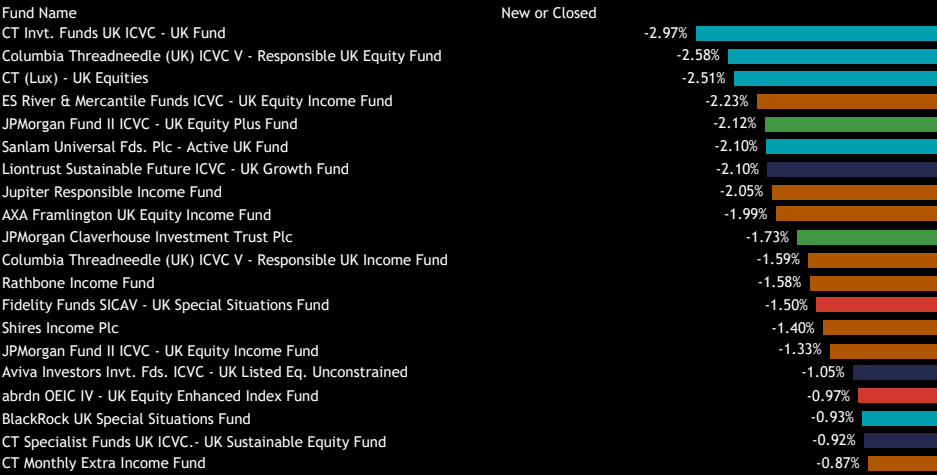 Fund Name New or Closed
CT Invt. Funds UK ICVC - UK Fund -2.97%
Columbia Threadneedle (UK) ICVC V - Responsible UK Equity Fund -2.58%
CT (Lux) - UK Equities -2.51%
ES River & Mercantile Funds ICVC - UK Equity Income Fund -2.23%
JPMorgan Fund II ICVC - UK Equity Plus Fund -2.12%
Sanlam Universal Fds. Plc - Active UK Fund -2.10%
Liontrust Sustainable Future ICVC - UK Growth Fund -2.10%
Jupiter Responsible Income Fund -2.05%
AXA Framlington UK Equity Income Fund -1.99%
JPMorgan Claverhouse Investment Trust Plc -1.73%
Columbia Threadneedle (UK) ICVC V - Responsible UK Income Fund -1.59%
Rathbone Income Fund -1.58%
Fidelity Funds SICAV - UK Special Situations Fund -1.50%
Shires Income Plc -1.40%
JPMorgan Fund II ICVC - UK Equity Income Fund -1.33%
Aviva Investors Invt. Fds. ICVC - UK Listed Eq. Unconstrained -1.05%
abrdn OEIC IV - UK Equity Enhanced Index Fund -0.97%
BlackRock UK Special Situations Fund -0.93%
CT Specialist Funds UK ICVC.- UK Sustainable Equity Fund -0.92%
CT Monthly Extra Income Fund -0.87%